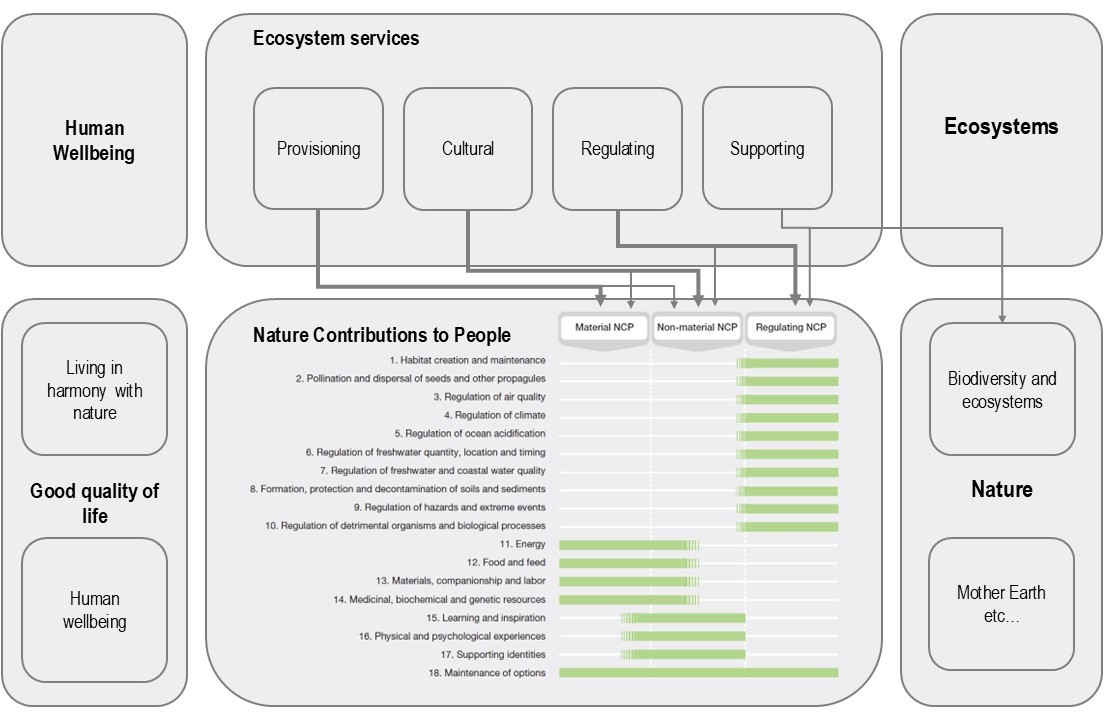 Human
Wellbeing
Ecosystem services
Provisioning
Cultural
Regulating
Supporting
Ecosystems
Living in
harmony with
nature
Good quality of
life
Human
wellbeing
Nature Contributions to People
Material NCP
Non-material NCP
Regulating NCP
1. Habitat creation and maintenance
2. Pollination and dispersal of seeds and other propagules
3. Regulation of air quality
4. Regulation of climate
5. Regulation of ocean acidification
6. Regulation of freshwater quantity, location and timing
7. Regulation of freshwater and coastal water quality
8. Formation, protection and decontamination of soils and sediments
9. Regulation of hazards and extreme events
10. Regulation of detrimental organisms and biological processes
11. Energy
12. Food and feed
13. Materials, companionship and labor
14. Medicinal, biochemical and genetic resources
15. Learning and inspiration
16. Physical and psychological experiences
17. Supporting identities
18. Maintenance of options
Biodiversity and
ecosystems
Nature
Mother Earth
etc…